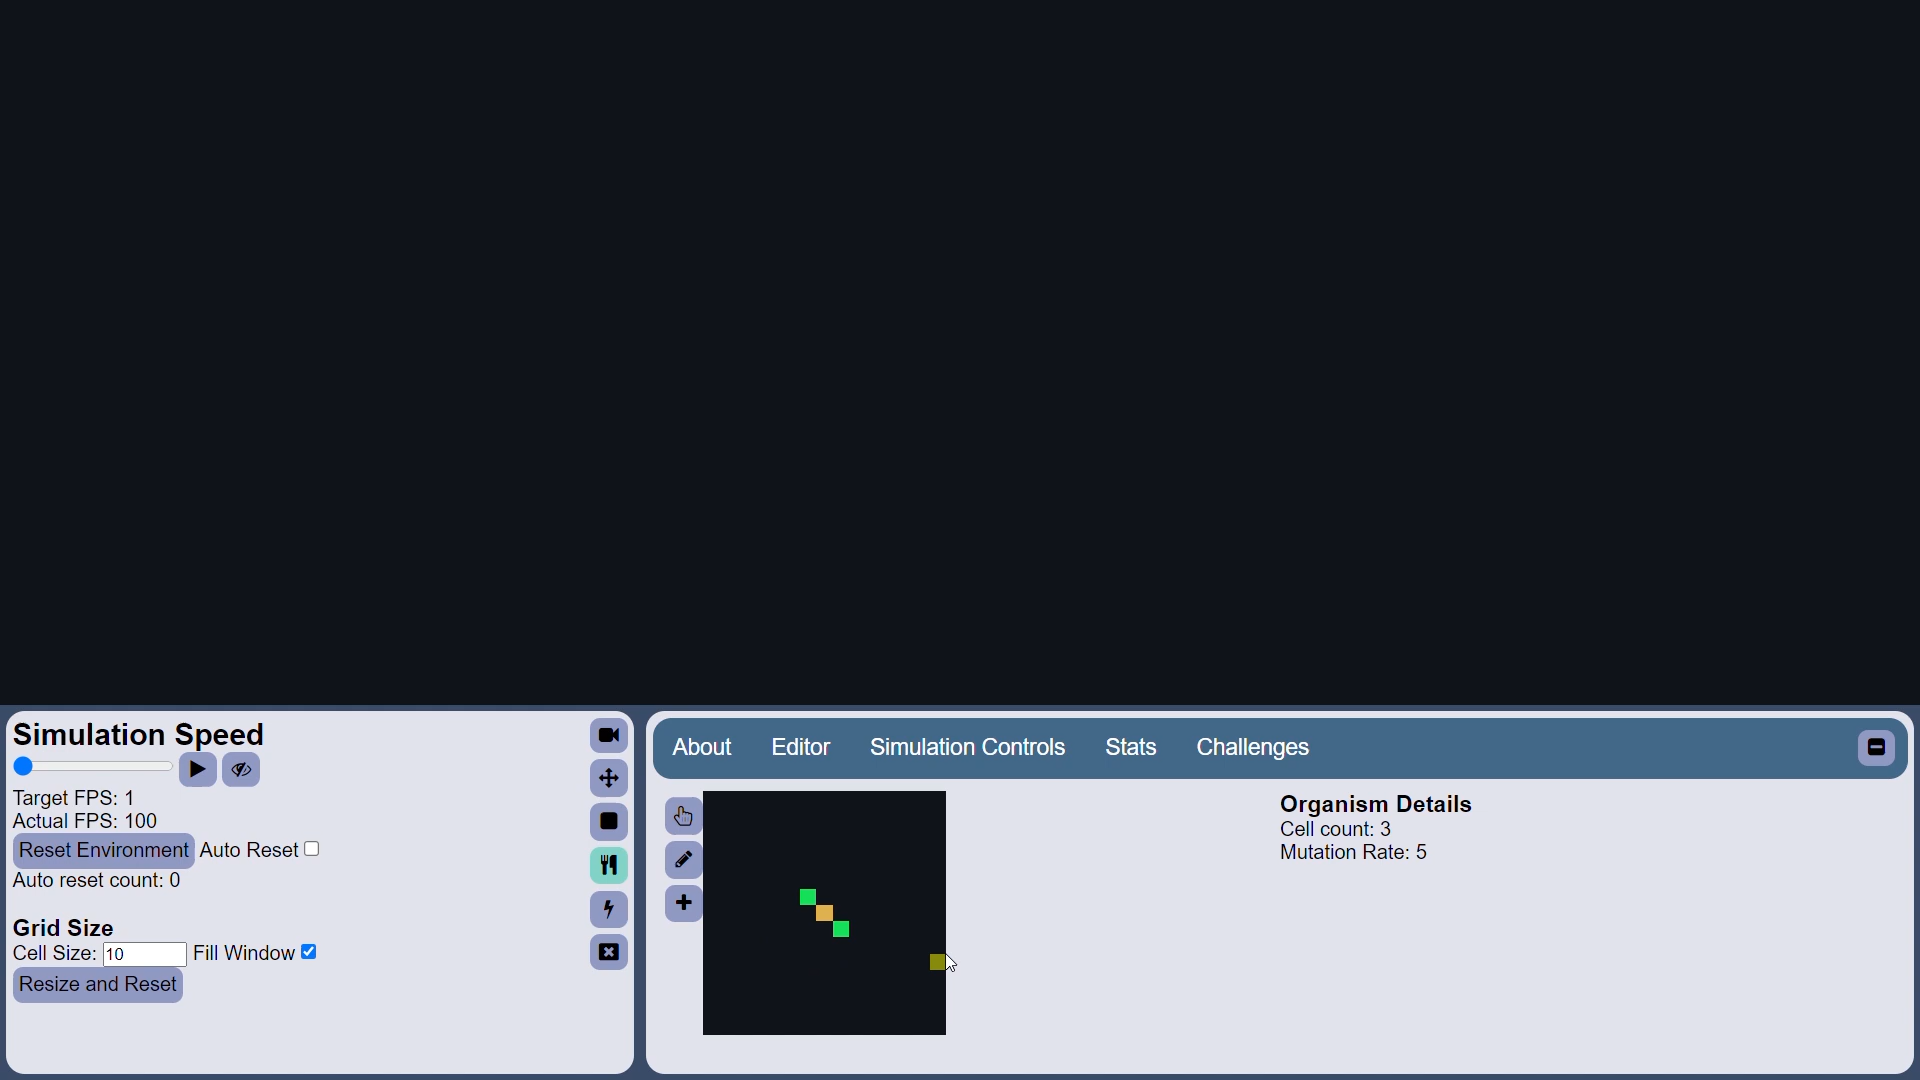 Simulation Speed
Target FPS: 1
Actual FPS: 100
Reset Environment Auto Reset
Auto reset count: 0
Grid Size
Cell Size: 10 Fill Window
Resize and Reset
About Editor Simulation Controls Stats Challenges
Organism Details
Cell count: 3
Mutation Rate: 5